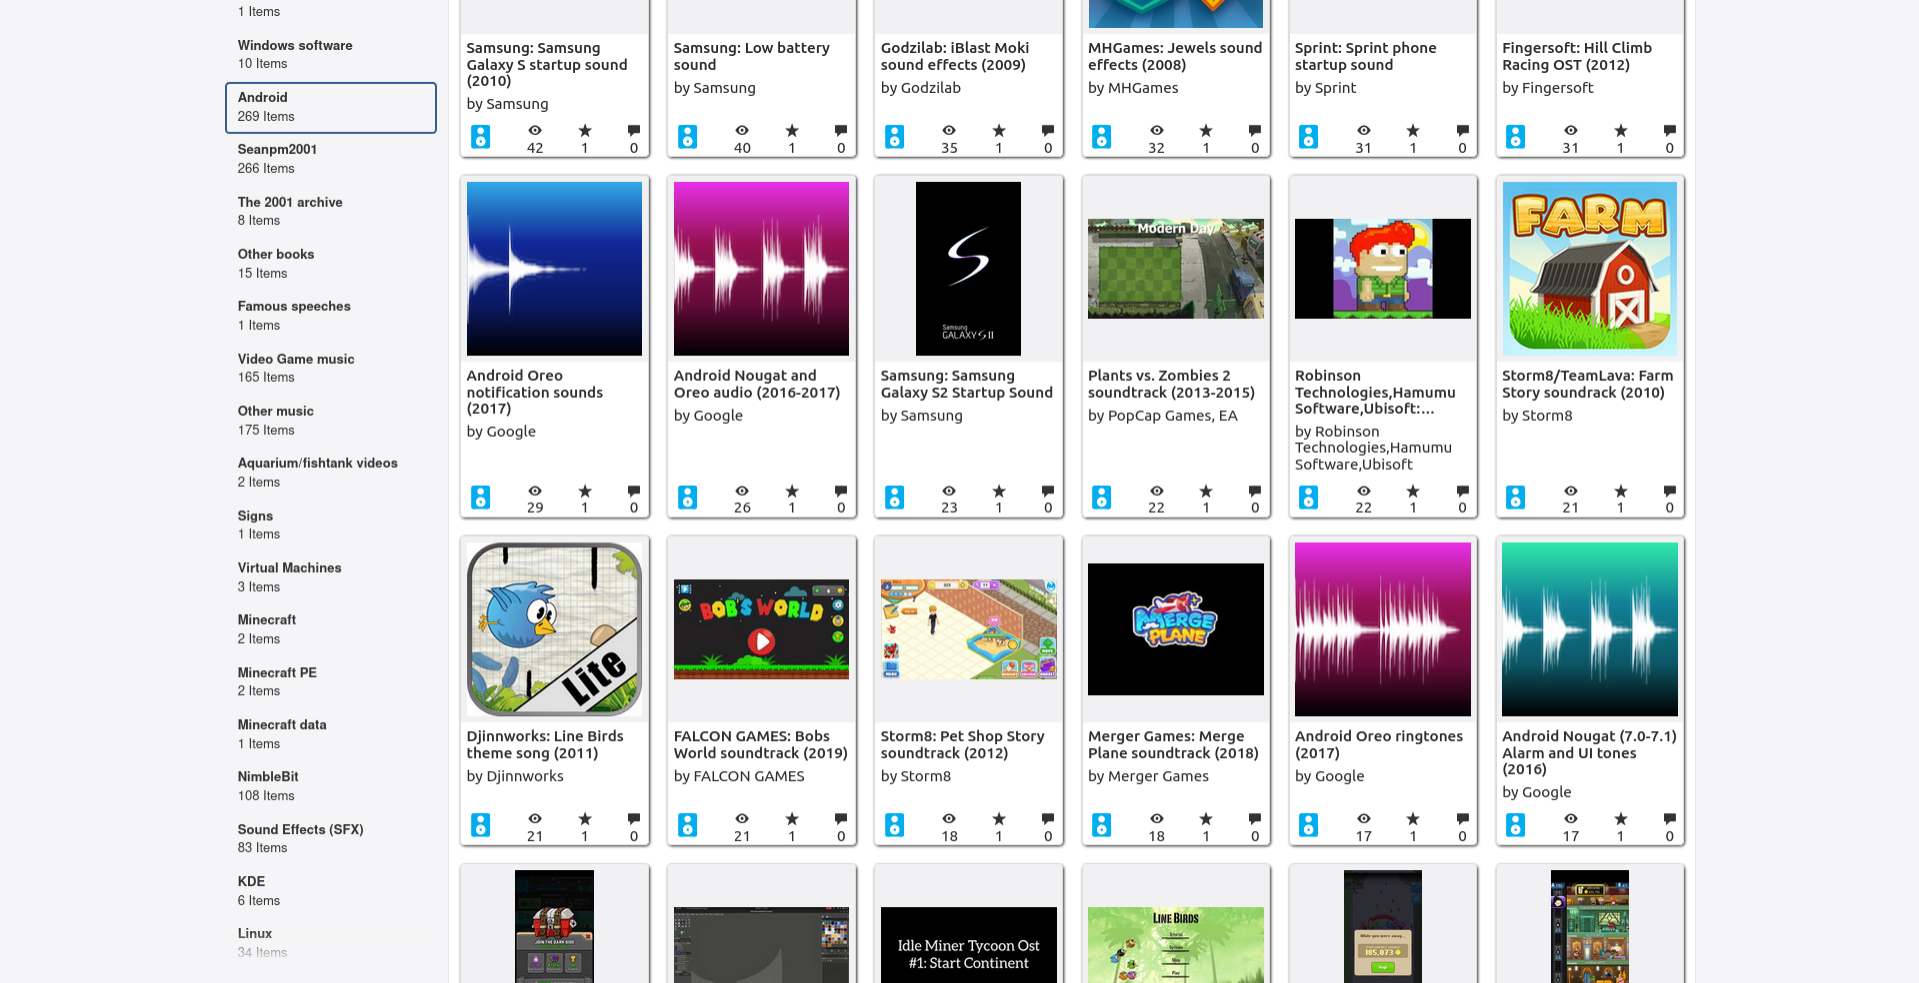 1 Items
Windows software
10 Items
Android
269 Items
Seanpm2001
266 Items
The 2001 archive
8 Items
Other books
15 Items
Famous speeches
1 Items
Video Game music
165 Items
Other music
175 Items
Aquarium/fishtank videos
2 Items
Signs
1 Items
Virtual Machines
3 Items
Minecraft
2 Items
Minecraft PE
2 Items
Minecraft data
1 Items
NimbleBit
108 Items
Sound Effects (SFX)
83 Items
KDE
6 Items
Linux
34 Items
Samsung: Samsung
Galaxy S startup sound
(2010)
by Samsung
42 1 0
Samsung: Low battery
sound
by Samsung
40 1 0
Godzilab: iBlast Moki
sound effects (2009)
by Godzilab
35 1 0
MHGames: Jewels sound
effects (2008)
by MHGames
32 1 0
Sprint: Sprint phone
startup sound
by Sprint
31 1 0
Fingersoft: Hill Climb
Racing OST (2012)
by Fingersoft
31 1 0
Android Oreo
notification sounds
(2017)
by Google
29 1 0
Android Nougat and
Oreo audio (2016-2017)
by Google
26 1 0
Samsung
GALAXY S II
Samsung: Samsung
Galaxy S2 Startup Sound
by Samsung
23 1 0
Modern Day
Plants vs. Zombies 2
soundtrack (2013-2015)
by PopCap Games, EA
22 1 0
Robinson
Technologies,Hamumu
Software,Ubisoft:...
by Robinson
Technologies,Hamumu
Software,Ubisoft
22 1 0
FARM
Storm8/TeamLava: Farm
Story soundrack (2010)
by Storm8
21 1 0
Lite
Djinnworks: Line Birds
theme song (2011)
by Djinnworks
21 1 0
BOB'S WORLD
FALCON GAMES: Bobs
World soundtrack (2019)
by FALCON GAMES
21 1 0
Storm8: Pet Shop Story
soundtrack (2012)
by Storm8
18 1 0
MERGE
PLANE
Merger Games: Merge
Plane soundtrack (2018)
by Merger Games
18 1 0
Android Oreo ringtones
(2017)
by Google
17 1 0
Android Nougat (7.0-7.1)
Alarm and UI tones
(2016)
by Google
17 1 0
JOIN THE DARK SIDE
Idle Miner Tycoon Ost
#1: Start Continent
LINE BIRDS
Tutorial
Options
Play
While you were away...
185,073